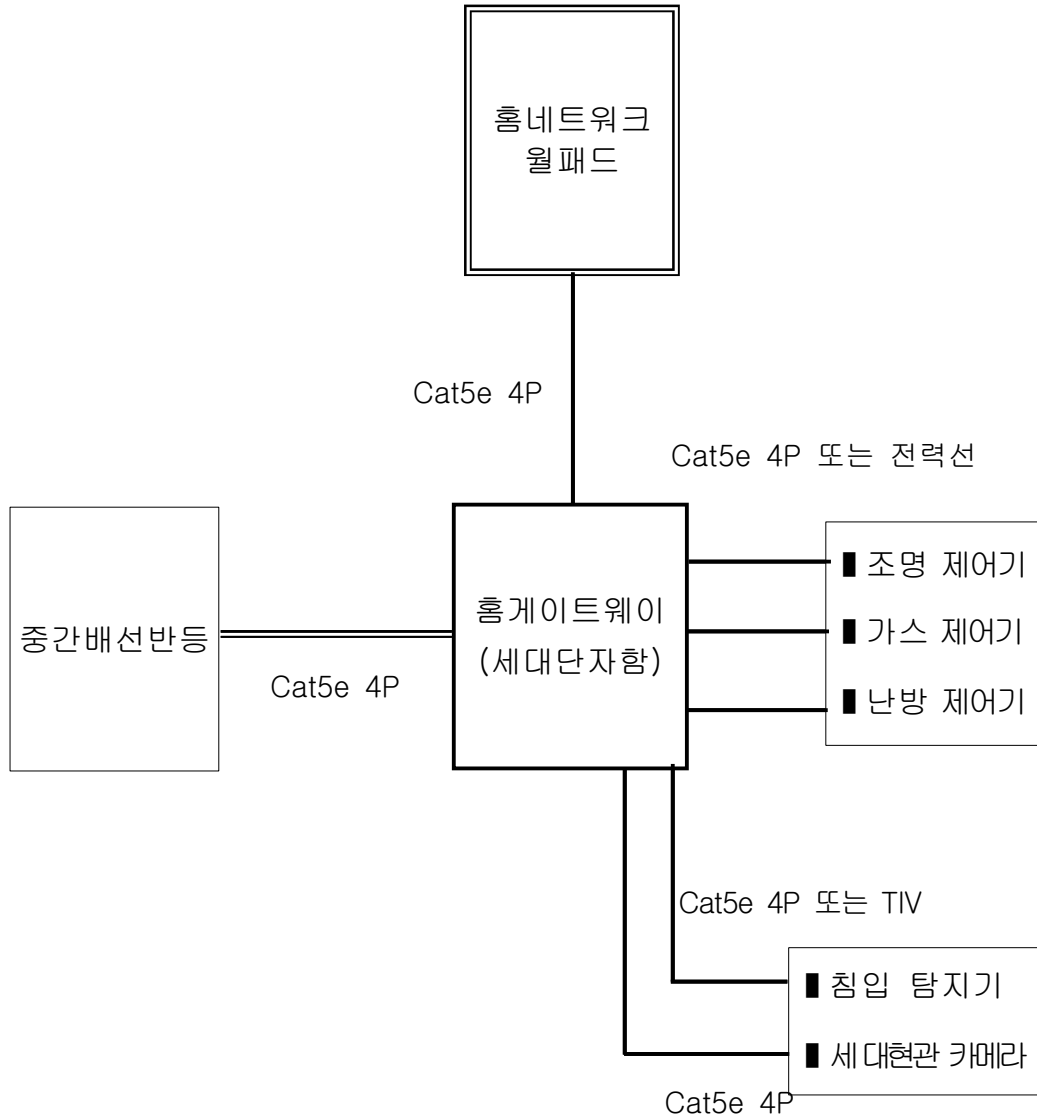 홈네트워크
월패드
Cat5e 4P
Cat5e 4P 또는 전력선
중간배선반등
Cat5e 4P
홈게이트웨이
(세대단자함)
■ 조명 제어기
■ 가스 제어기
■ 난방 제어기
Cat5e 4P 또는 TIV
■ 침입 탐지기
■ 세대현관 카메라
Cat5e 4P